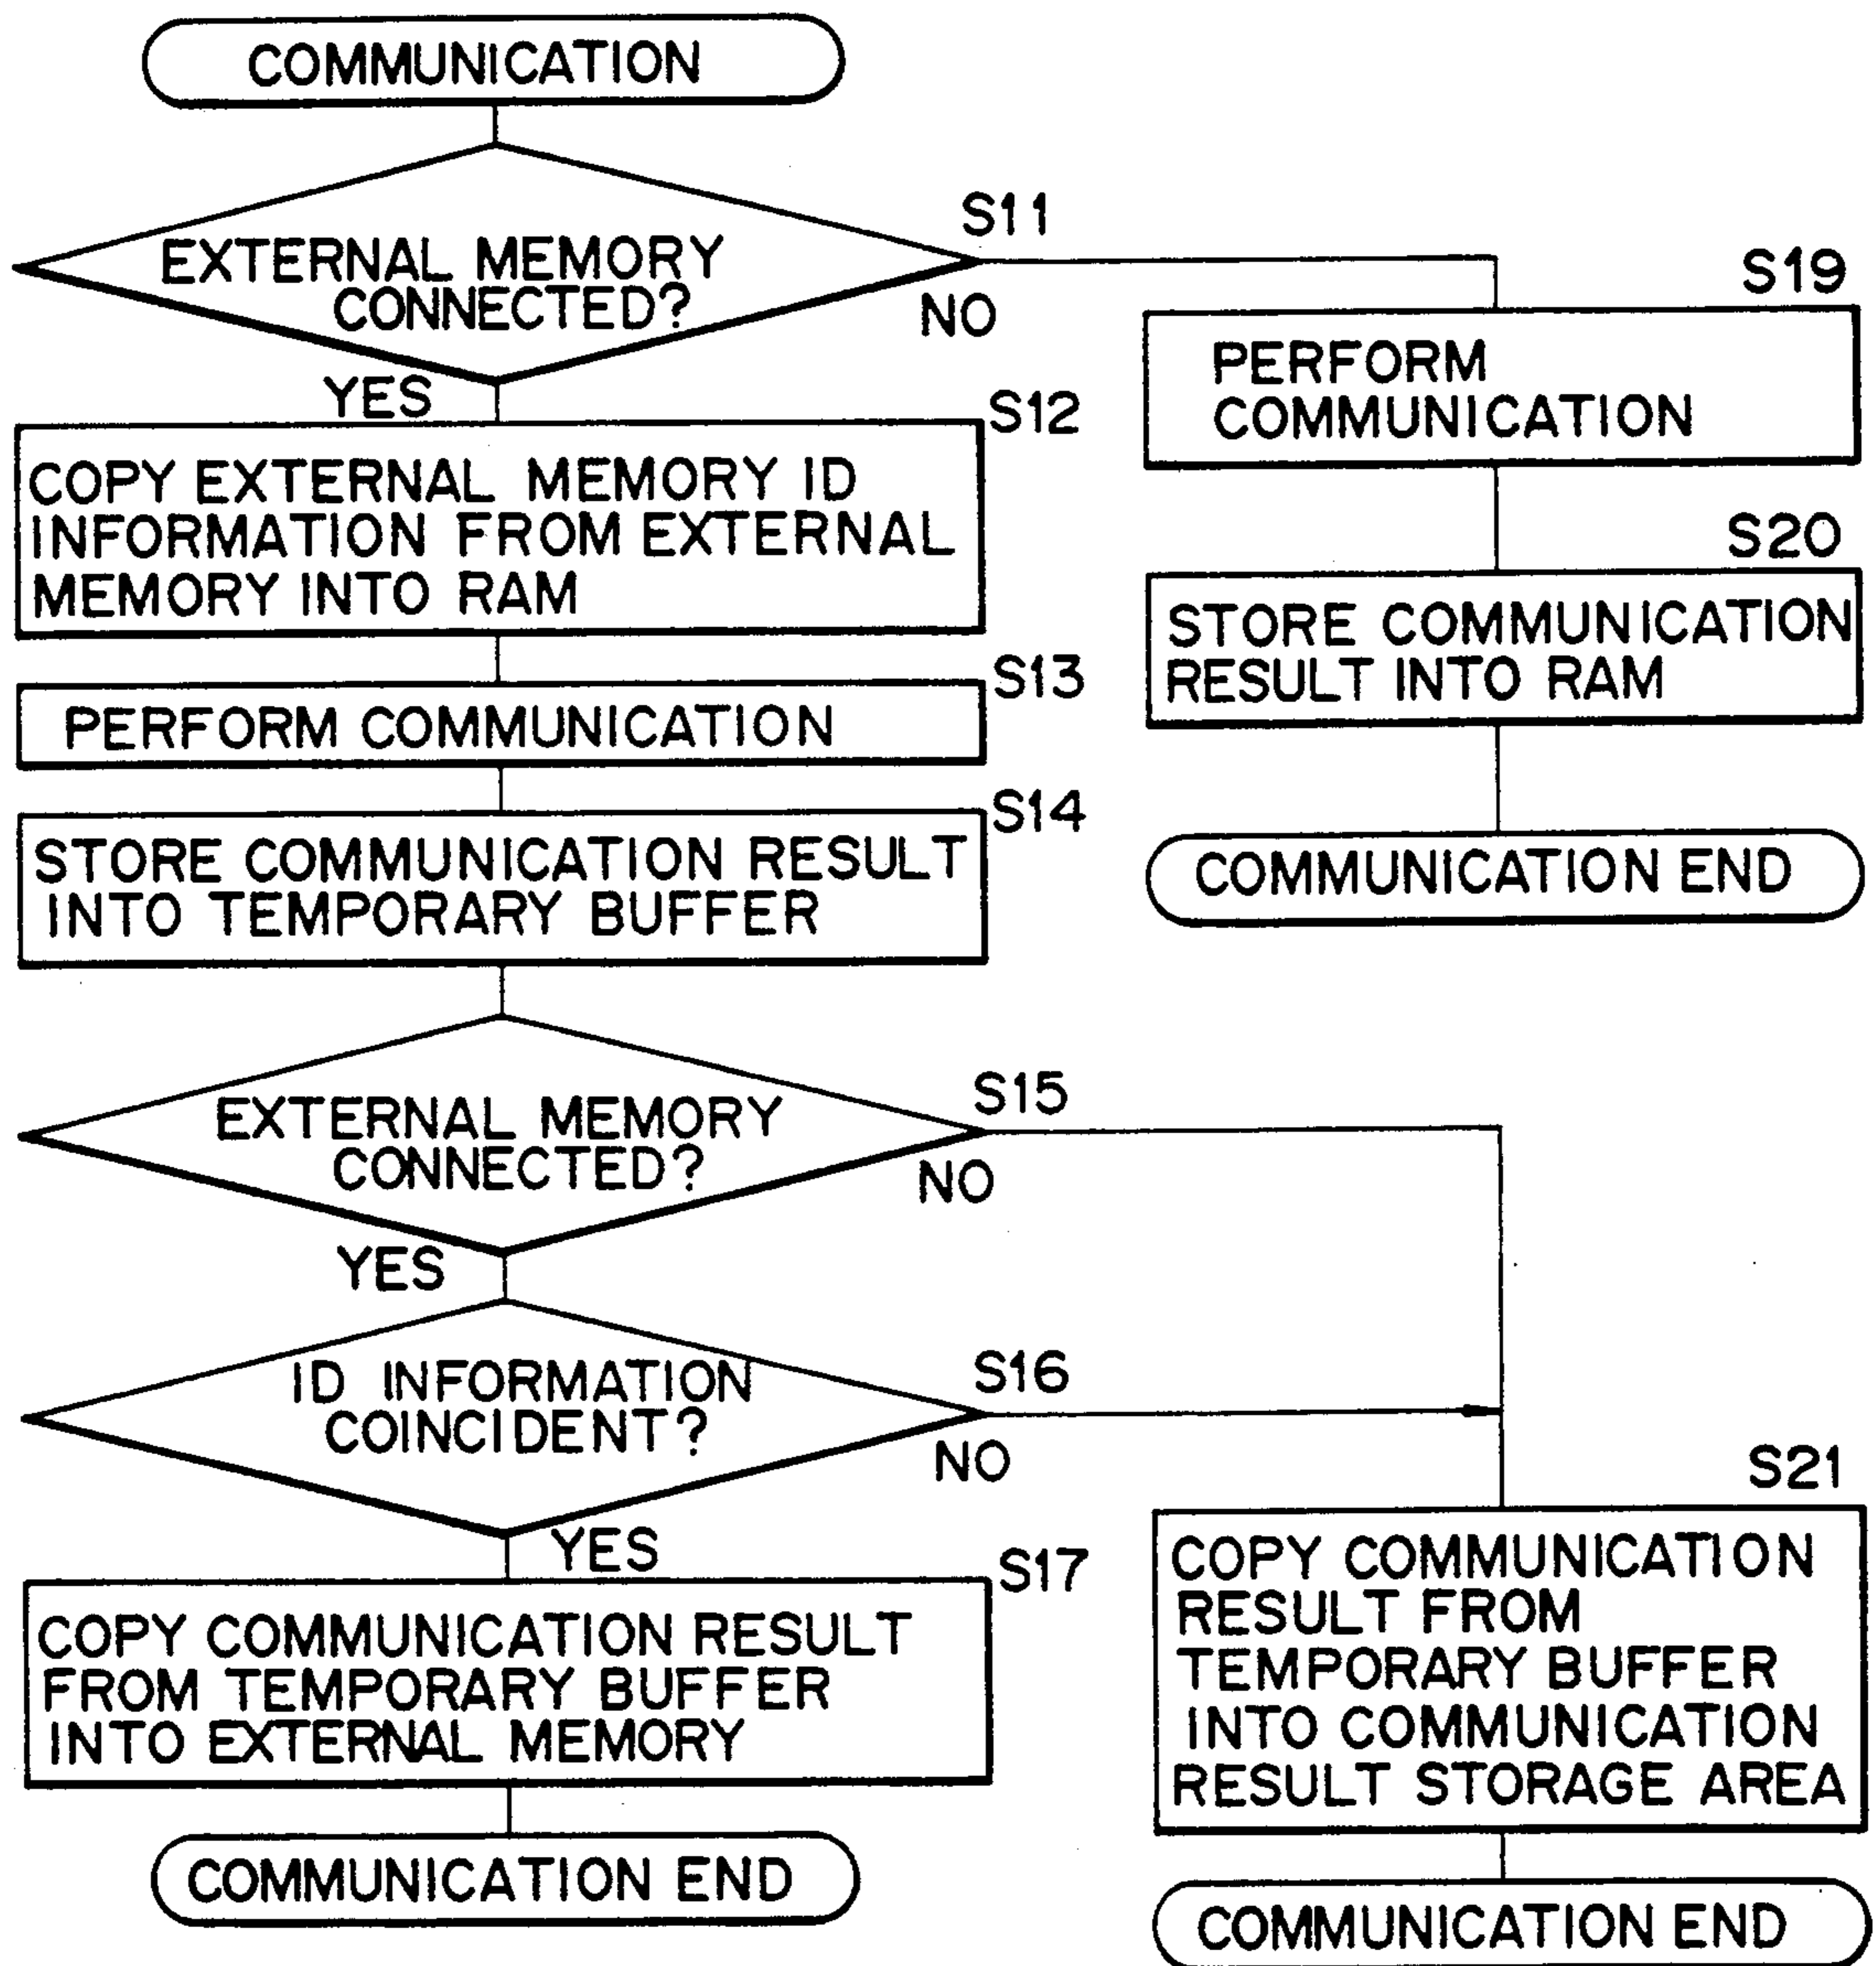 COMMUNICATION
S11
EXTERNAL MEMORY
CONNECTED?
NO
YES
S12
COPY EXTERNAL MEMORY ID
INFORMATION FROM EXTERNAL
MEMORY INTO RAM
S13
PERFORM COMMUNICATION
S14
STORE COMMUNICATION RESULT
INTO TEMPORARY BUFFER
S15
EXTERNAL MEMORY
CONNECTED?
NO
YES
S16
ID INFORMATION
COINCIDENT?
NO
YES
S17
COPY COMMUNICATION RESULT
FROM TEMPORARY BUFFER
INTO EXTERNAL MEMORY
COMMUNICATION END
S19
PERFORM
COMMUNICATION
S20
STORE COMMUNICATION
RESULT INTO RAM
COMMUNICATION END
S21
COPY COMMUNICATION
RESULT FROM
TEMPORARY BUFFER
INTO COMMUNICATION
RESULT STORAGE AREA
COMMUNICATION END